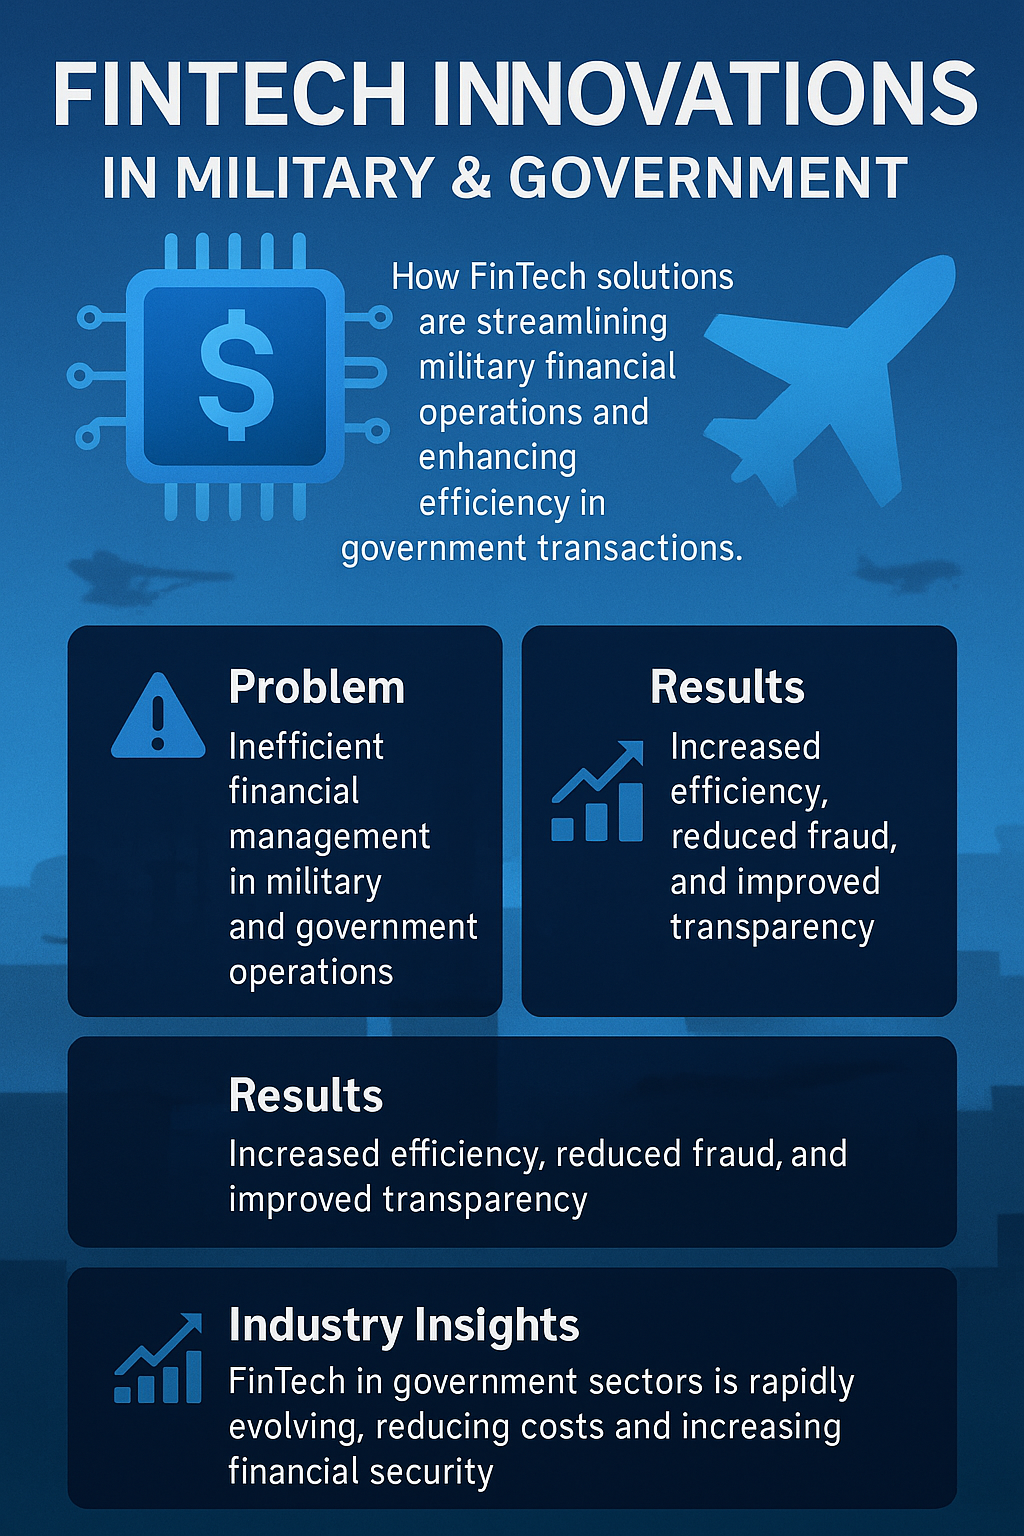 FINTECH INNOVATIONS
IN MILITARY & GOVERNMENT
$
How FinTech solutions
are streamlining
military financial
operations and
enhancing
efficiency in
government transactions.
Problem
Inefficient
financial
management
in military
and government
operations
Results
Increased
efficiency,
reduced fraud,
and improved
transparency
Results
Increased efficiency, reduced fraud, and
improved transparency
Industry Insights
FinTech in government sectors is rapidly
evolving, reducing costs and increasing
financial security